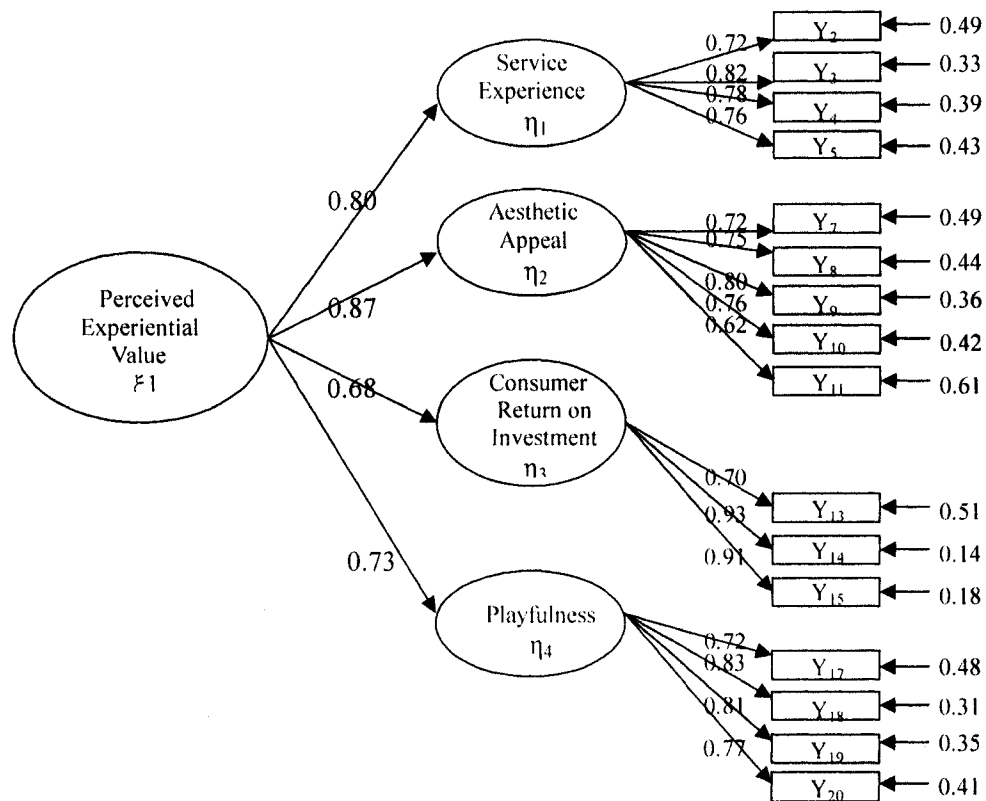 Perceived
Experiential
Value
ξ1
0.80
0.87
0.68
0.73
Service
Experience
η1
0.72
0.82
0.78
0.76
Y2
0.49
Y3
0.33
Y4
0.39
Y5
0.43
Aesthetic
Appeal
η2
0.72
0.75
0.80
0.76
0.62
Y7
0.49
Y8
0.44
Y9
0.36
Y10
0.42
Y11
0.61
Consumer
Return on
Investment
η3
0.70
0.93
0.91
Y13
0.51
Y14
0.14
Y15
0.18
Playfulness
η4
0.72
0.83
0.81
0.77
Y17
0.48
Y18
0.31
Y19
0.35
Y20
0.41